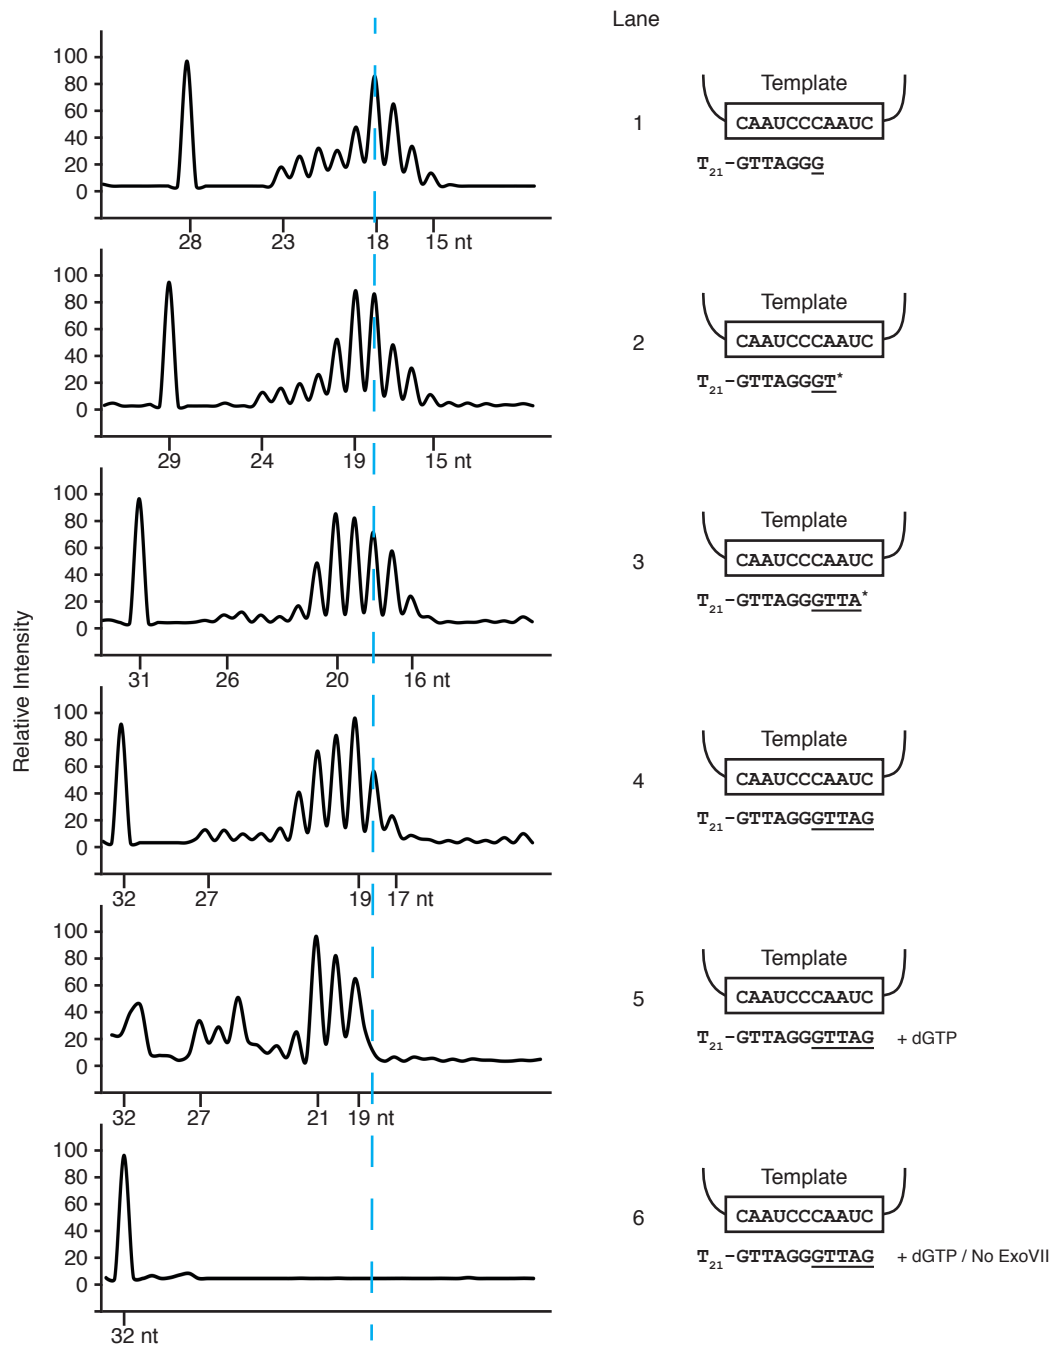 Lane
Relative Intensity
100
80
60
40
20
0
28
23
18
15 nt
1
Template
CAAUCCCAAUC
T21-GTTAGGG
100
80
60
40
20
0
29
24
19
15 nt
2
Template
CAAUCCCAAUC
T21-GTTAGGGT*
100
80
60
40
20
0
31
26
20
16 nt
3
Template
CAAUCCCAAUC
T21-GTTAGGGTTA*
100
80
60
40
20
0
32
27
19
17 nt
4
Template
CAAUCCCAAUC
T21-GTTAGGGTTAG
100
80
60
40
20
0
32
27
21
19 nt
5
Template
CAAUCCCAAUC
T21-GTTAGGGTTAG + dGTP
100
80
60
40
20
0
32 nt
6
Template
CAAUCCCAAUC
T21-GTTAGGGTTAG + dGTP / No ExoVII